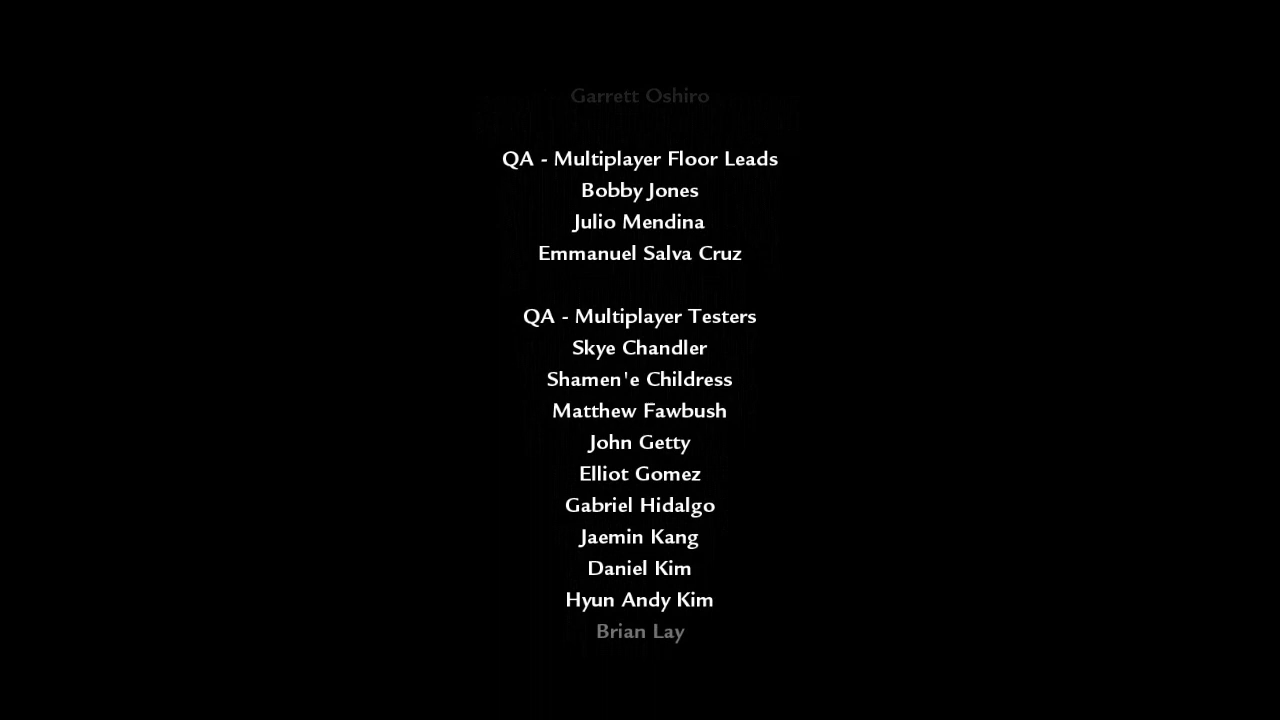 Garrett Oshiro
QA - Multiplayer Floor Leads
Bobby Jones
Julio Mendina
Emmanuel Salva Cruz
QA - Multiplayer Testers
Skye Chandler
Shamen'e Childress
Matthew Fawbush
John Getty
Elliot Gomez
Gabriel Hidalgo
Jaemin Kang
Daniel Kim
Hyun Andy Kim
Brian Lay